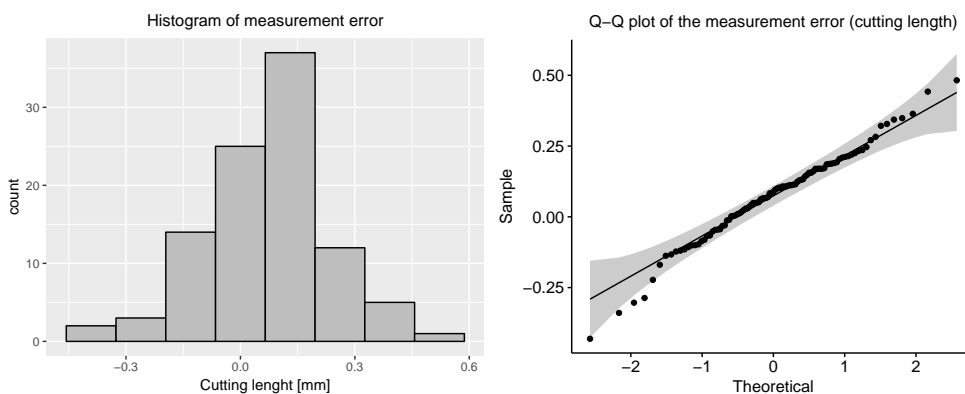 Histogram of measurement error
count
30
20
10
0
−0.3
0.0
0.3
0.6
Cutting lenght [mm]
Q−Q plot of the measurement error (cutting length)
Sample
0.50
0.25
0.00
−0.25
−2
−1
0
1
2
Theoretical